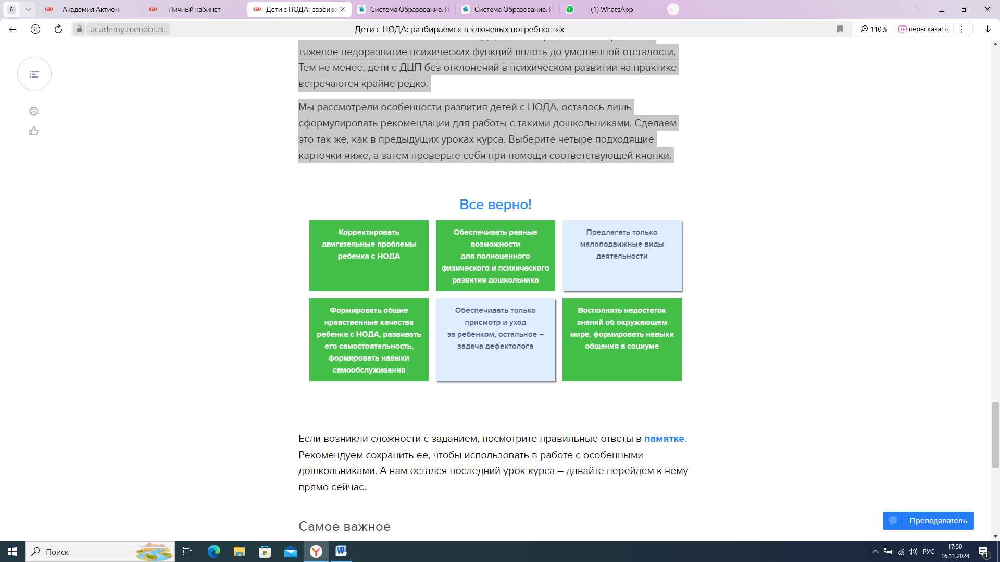 6
Академия Актион
Личный кабинет
Дети с НОДА: разбира
Система Образование. П
Система Образование. П
1
(1) WhatsApp
academy.menobr.ru
Дети с НОДА: разбираемся в ключевых потребностях
110 %
пересказать
тяжелое недоразвитие психических функций вплоть до умственной отсталости.
Тем не менее, дети с ДЦП без отклонений в психическом развитии на практике
встречаются крайне редко.
Мы рассмотрели особенности развития детей с НОДА, осталось лишь
сформулировать рекомендации для работы с такими дошкольниками. Сделаем
это так же, как в предыдущих уроках курса. Выберите четыре подходящие
карточки ниже, а затем проверьте себя при помощи соответствующей кнопки.
Все верно!
Корректировать
двигательные проблемы
ребенка с НОДА
Обеспечивать равные
возможности
для полноценного
физического и психического
развития дошкольника
Предлагать только
малоподвижные виды
деятельности
Формировать общие
нравственные качества
ребенка с НОДА, развивать
его самостоятельность,
формировать навыки
самообслуживания
Обеспечивать только
присмотр и уход
за ребенком, остальное –
задача дефектолога
Восполнять недостаток
знаний об окружающем
мире, формировать навыки
общения в социуме
Если возникли сложности с заданием, посмотрите правильные ответы в памятке.
Рекомендуем сохранить ее, чтобы использовать в работе с особенными
дошкольниками. А нам остался последний урок курса – давайте перейдем к нему
прямо сейчас.
Самое важное
Преподаватель
Поиск
РУС
17:50
16.11.2024
1